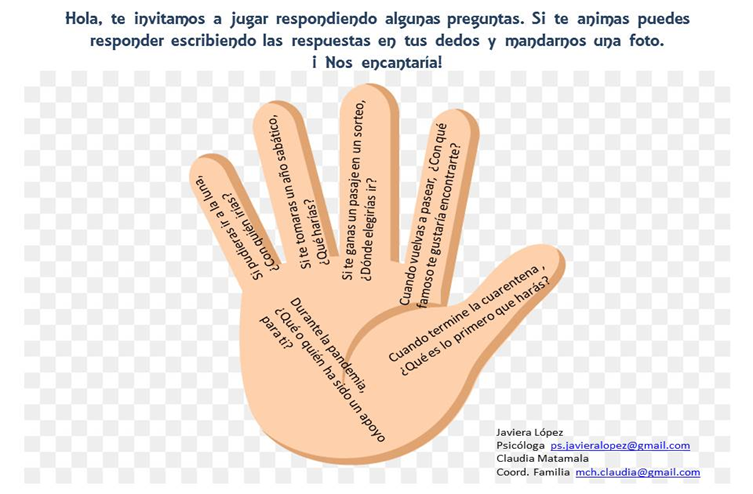 Hola, te invitamos a jugar respondiendo algunas preguntas. Si te animas puedes
responder escribiendo las respuestas en tus dedos y mandarnos una foto.
¡ Nos encantaría!
Si pudieras ir a la luna,
¿Con quién irías?
Si te tomaras un año sabático,
¿Qué harías?
Si te ganas un pasaje en un sorteo,
¿Dónde elegirías ir?
Cuando vuelvas a pasear, ¿Con qué
famoso te gustaría encontrarte?
Cuando termine la cuarentena ,
¿Qué es lo primero que harás?
Durante la pandemia,
¿Qué o quién ha sido un apoyo
para ti?
Javiera López
Psicóloga ps.javieralopez@gmail.com
Claudia Matamala
Coord. Familia mch.claudia@gmail.com